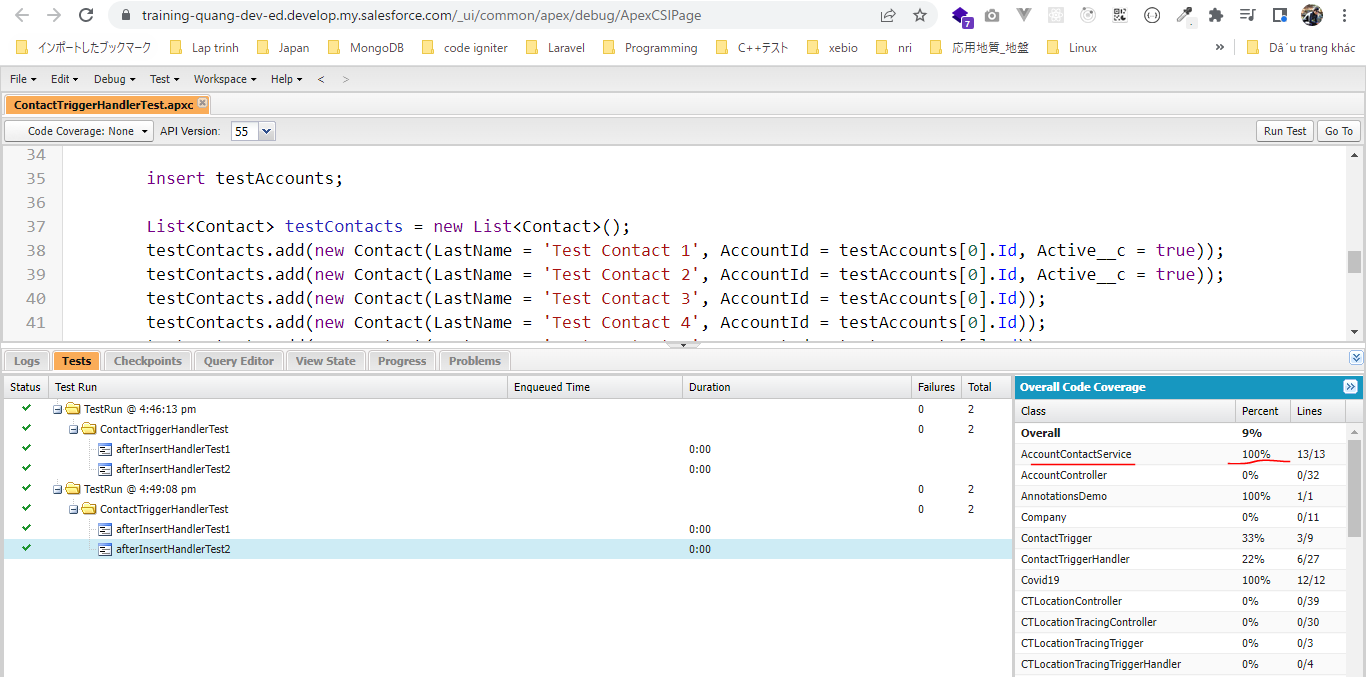 training-quang-dev-ed.develop.my.salesforce.com/_ui/common/apex/debug/ApexCSIPage
7
インポートしたブックマーク Lap trinh Japan MongoDB code igniter Laravel Programming C++テスト xebio nri 応用地質_地盤 Linux » Dấu trang khác
File Edit Debug Test Workspace Help < >
ContactTriggerHandlerTest.apxc
Code Coverage: None API Version: 55 Run Test Go To
34
35 insert testAccounts;
36
37 List<Contact> testContacts = new List<Contact>();
38 testContacts.add(new Contact(LastName = 'Test Contact 1', AccountId = testAccounts[0].Id, Active__c = true));
39 testContacts.add(new Contact(LastName = 'Test Contact 2', AccountId = testAccounts[0].Id, Active__c = true));
40 testContacts.add(new Contact(LastName = 'Test Contact 3', AccountId = testAccounts[0].Id));
41 testContacts.add(new Contact(LastName = 'Test Contact 4', AccountId = testAccounts[0].Id));
Logs Tests Checkpoints Query Editor View State Progress Problems
Status Test Run Enqueued Time Duration Failures Total
TestRun @ 4:46:13 pm 0 2
ContactTriggerHandlerTest 0 2
afterInsertHandlerTest1 0:00
afterInsertHandlerTest2 0:00
TestRun @ 4:49:08 pm 0 2
ContactTriggerHandlerTest 0 2
afterInsertHandlerTest1 0:00
afterInsertHandlerTest2 0:00
Overall Code Coverage
Class Percent Lines
Overall 9%
AccountContactService 100% 13/13
AccountController 0% 0/32
AnnotationsDemo 100% 1/1
Company 0% 0/11
ContactTrigger 33% 3/9
ContactTriggerHandler 22% 6/27
Covid19 100% 12/12
CTLocationController 0% 0/39
CTLocationTracingController 0% 0/30
CTLocationTracingTrigger 0% 0/3
CTLocationTracingTriggerHandler 0% 0/4